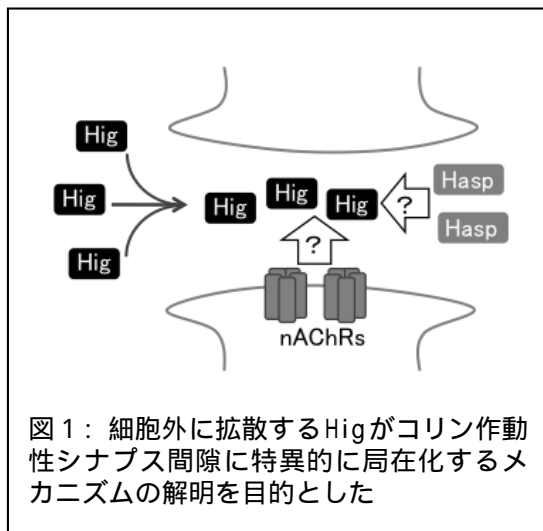 Hig
Hig
Hig
Hig
Hig
Hig
Hasp
Hasp
?
?
nAChRs
図1：細胞外に拡散するHigがコリン作動
性シナプス間隙に特異的に局在化するメ
カニズムの解明を目的とした